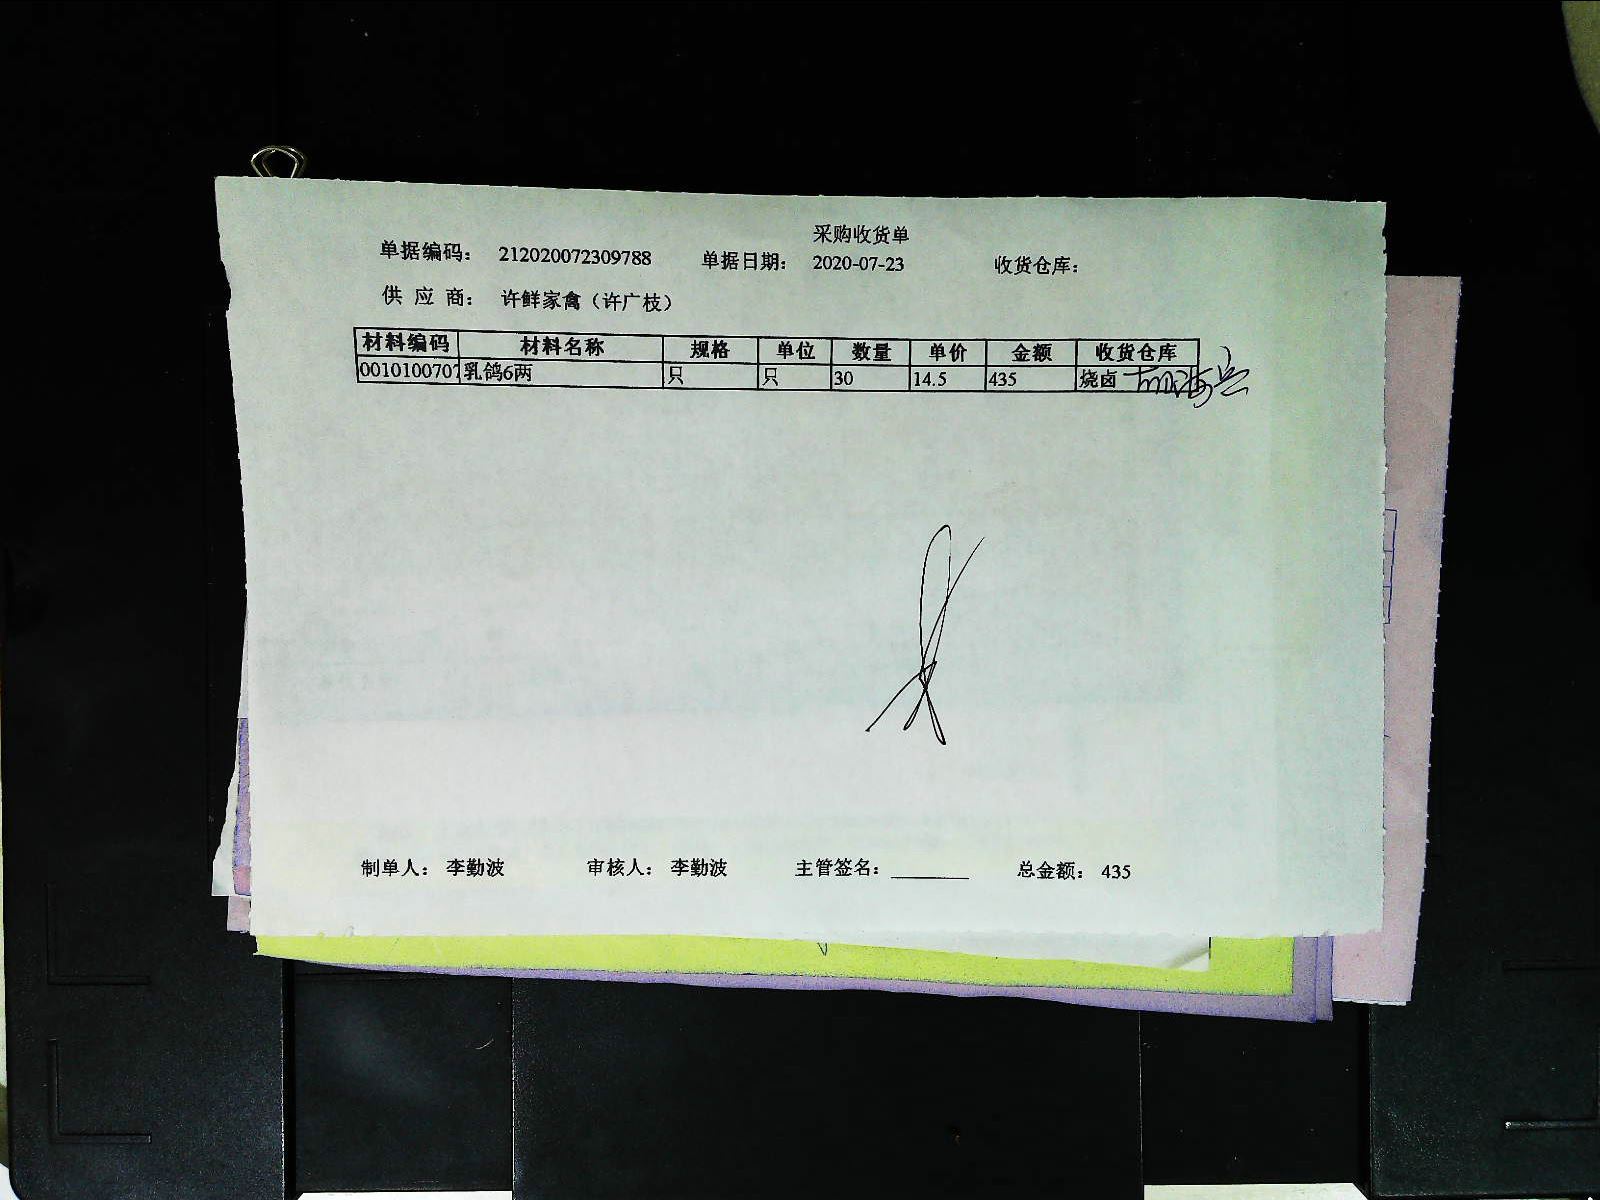 采购收货单
单据编码： 212020072309788 单据日期： 2020-07-23 收货仓库：
供 应 商： 许鲜家禽（许广枝）
材料编码 材料名称 规格 单位 数量 单价 金额 收货仓库
0010100707 乳鸽6两 只 只 30 14.5 435 烧卤
制单人： 李勤波 审核人： 李勤波 主管签名： 总金额： 435